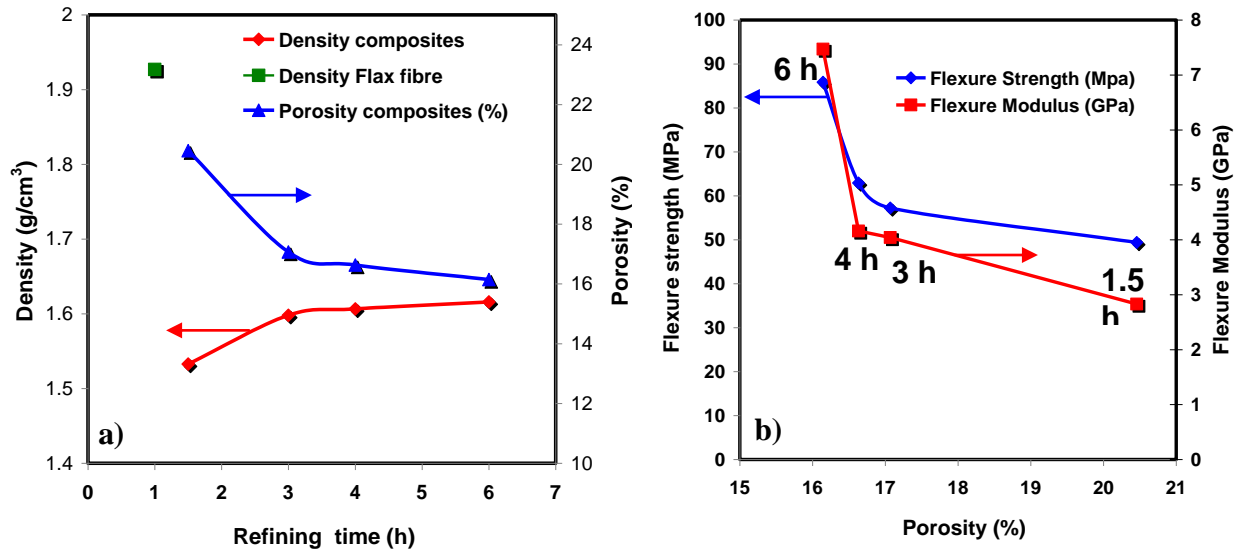 2
1.9
1.8
1.7
1.6
1.5
1.4
Density (g/cm³)
Density composites
Density Flax fibre
Porosity composites (%)
24
22
20
18
16
14
12
10
Porosity (%)
a)
0 1 2 3 4 5 6 7
Refining time (h)
100
90
80
70
60
50
40
30
20
10
0
Flexure strength (MPa)
6 h
Flexure Strength (Mpa)
Flexure Modulus (GPa)
4 h
3 h
1.5
h
8
7
6
5
4
3
2
1
0
Flexure Modulus (GPa)
b)
15 16 17 18 19 20 21
Porosity (%)